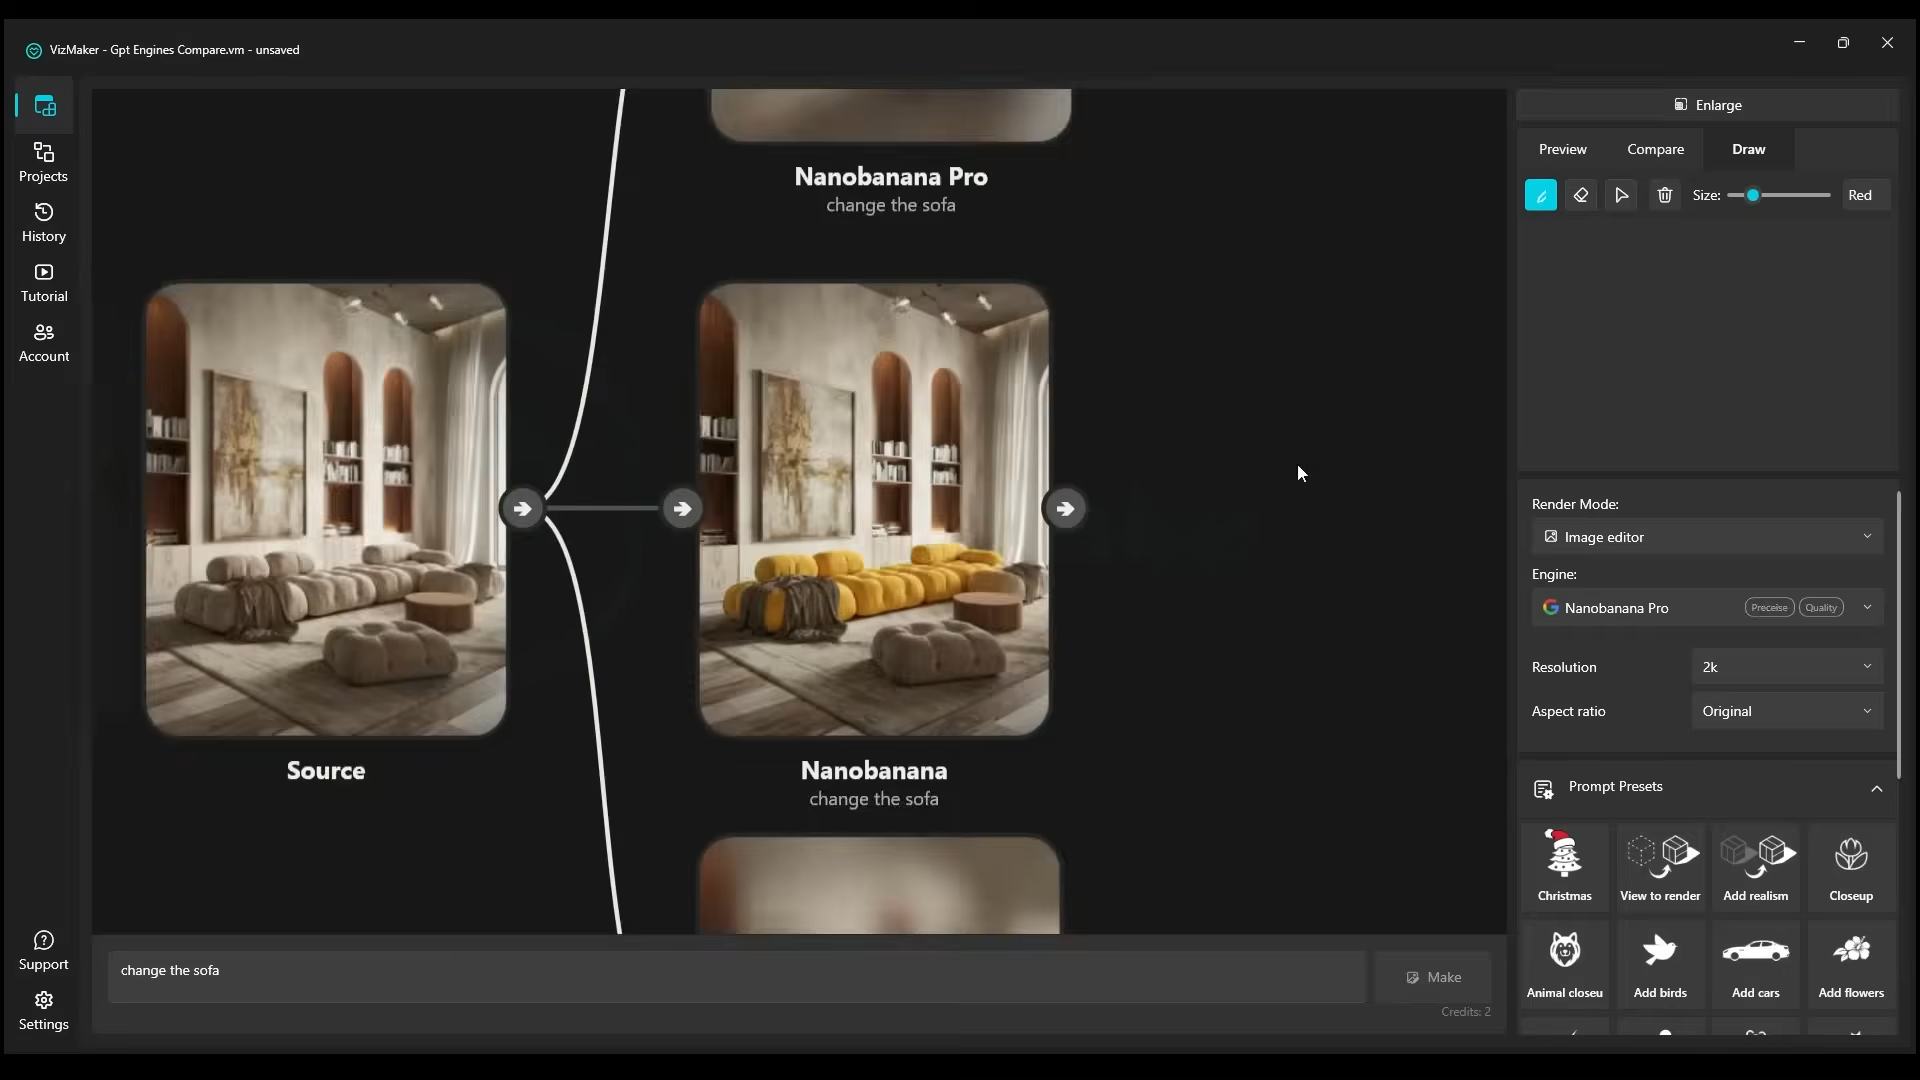 VizMaker - Gpt Engines Compare.vm - unsaved
Projects
History
Tutorial
Account
Support
Settings
Nanobanana Pro
change the sofa
Source
Nanobanana
change the sofa
change the sofa
Make
Credits: 2
Enlarge
Preview Compare Draw
Size: Red
Render Mode:
Image editor
Engine:
Nanobanana Pro Preceise Quality
Resolution 2k
Aspect ratio Original
Prompt Presets
Christmas View to render Add realism Closeup
Animal closeu Add birds Add cars Add flowers